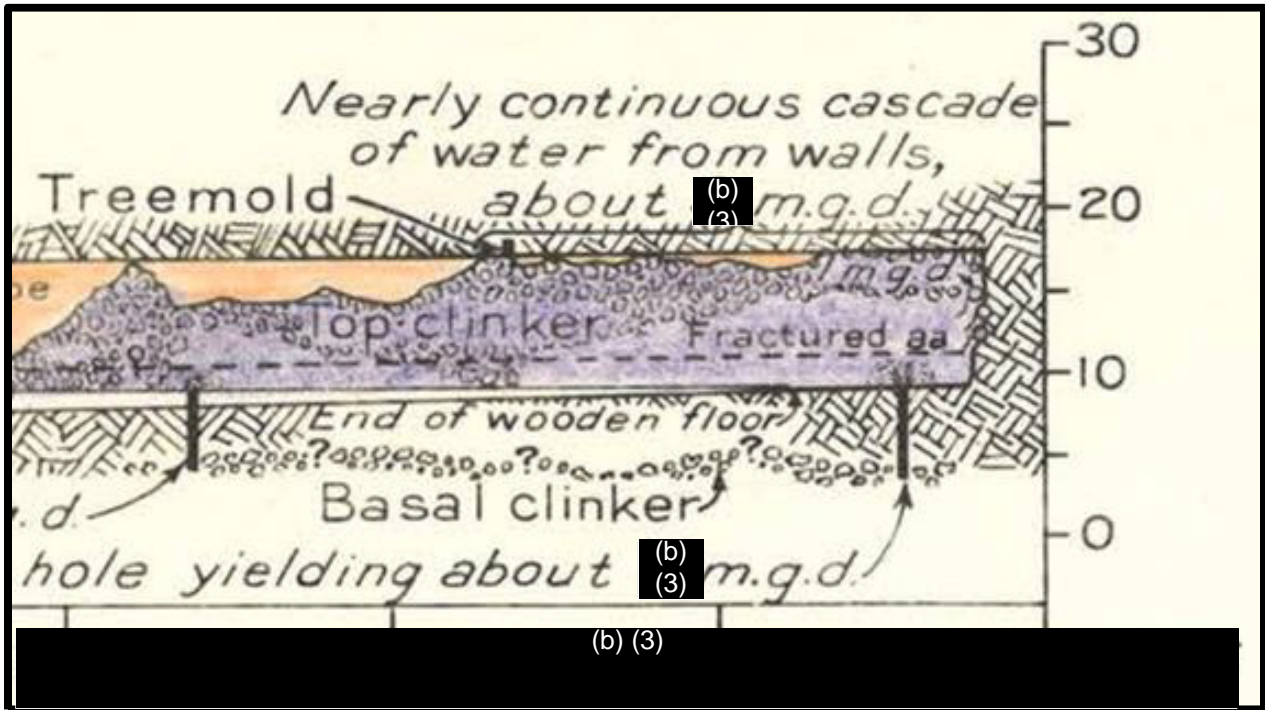 30
Nearly continuous cascade
of water from walls,
about (b) (3) m.g.d.
Treemold
20
1 m.g.d.
Top clinker
Fractured aa
10
End of wooden floor
? ? ?
.d.
Basal clinker
0
hole yielding about (b) (3) m.g.d.
(b) (3)